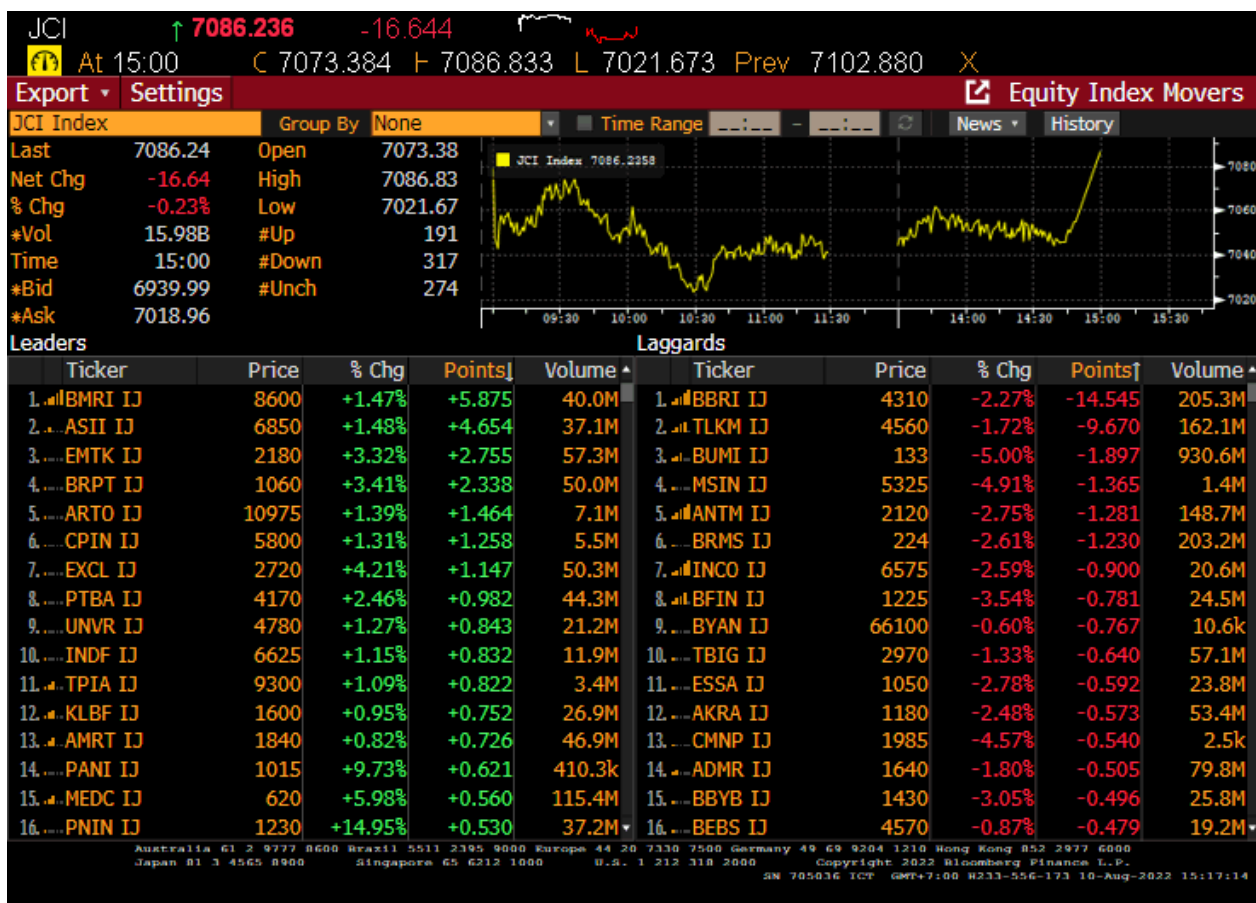 JCI ↑ 7086.236 -16.644
At 15:00 C 7073.384 H 7086.833 L 7021.673 Prev 7102.880 X
Export Settings Equity Index Movers
JCI Index Group By None Time Range __:__ - __:__ News History
Last 7086.24 Open 7073.38
Net Chg -16.64 High 7086.83
% Chg -0.23% Low 7021.67
*Vol 15.98B #Up 191
Time 15:00 #Down 317
*Bid 6939.99 #Unch 274
*Ask 7018.96
JCI Index 7086.2358
7080
7060
7040
7020
09:30 10:00 10:30 11:00 11:30 14:00 14:30 15:00 15:30
Leaders
Ticker Price % Chg Points↓ Volume
1. BMRI IJ 8600 +1.47% +5.875 40.0M
2. ASII IJ 6850 +1.48% +4.654 37.1M
3. EMTK IJ 2180 +3.32% +2.755 57.3M
4. BRPT IJ 1060 +3.41% +2.338 50.0M
5. ARTO IJ 10975 +1.39% +1.464 7.1M
6. CPIN IJ 5800 +1.31% +1.258 5.5M
7. EXCL IJ 2720 +4.21% +1.147 50.3M
8. PTBA IJ 4170 +2.46% +0.982 44.3M
9. UNVR IJ 4780 +1.27% +0.843 21.2M
10. INDF IJ 6625 +1.15% +0.832 11.9M
11. TPIA IJ 9300 +1.09% +0.822 3.4M
12. KLBF IJ 1600 +0.95% +0.752 26.9M
13. AMRT IJ 1840 +0.82% +0.726 46.9M
14. PANI IJ 1015 +9.73% +0.621 410.3k
15. MEDC IJ 620 +5.98% +0.560 115.4M
16. PNIN IJ 1230 +14.95% +0.530 37.2M
Laggards
Ticker Price % Chg Points↑ Volume
1. BBRI IJ 4310 -2.27% -14.545 205.3M
2. TLKM IJ 4560 -1.72% -9.670 162.1M
3. BUMI IJ 133 -5.00% -1.897 930.6M
4. MSIN IJ 5325 -4.91% -1.365 1.4M
5. ANTM IJ 2120 -2.75% -1.281 148.7M
6. BRMS IJ 224 -2.61% -1.230 203.2M
7. INCO IJ 6575 -2.59% -0.900 20.6M
8. BFIN IJ 1225 -3.54% -0.781 24.5M
9. BYAN IJ 66100 -0.60% -0.767 10.6k
10. TBIG IJ 2970 -1.33% -0.640 57.1M
11. ESSA IJ 1050 -2.78% -0.592 23.8M
12. AKRA IJ 1180 -2.48% -0.573 53.4M
13. CMNP IJ 1985 -4.57% -0.540 2.5k
14. ADMR IJ 1640 -1.80% -0.505 79.8M
15. BBYB IJ 1430 -3.05% -0.496 25.8M
16. BEBS IJ 4570 -0.87% -0.479 19.2M
Australia 61 2 9777 8600 Brazil 5511 2395 9000 Europe 44 20 7330 7500 Germany 49 69 9204 1210 Hong Kong 852 2977 6000
Japan 81 3 4565 8900 Singapore 65 6212 1000 U.S. 1 212 318 2000 Copyright 2022 Bloomberg Finance L.P.
SN 705036 ICT GMT+7:00 H233-556-173 10-Aug-2022 15:17:14